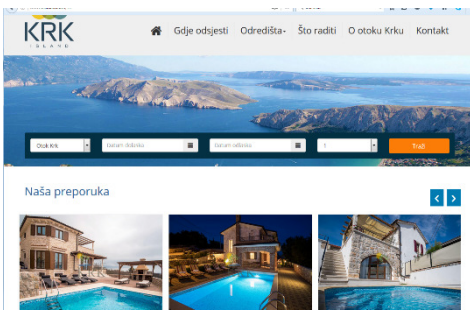 KRK
ISLAND
Gdje odsjesti Odredišta Što raditi O otoku Krku Kontakt
Otok Krk Datum dolaska Datum odlaska 1 Traži
Naša preporuka